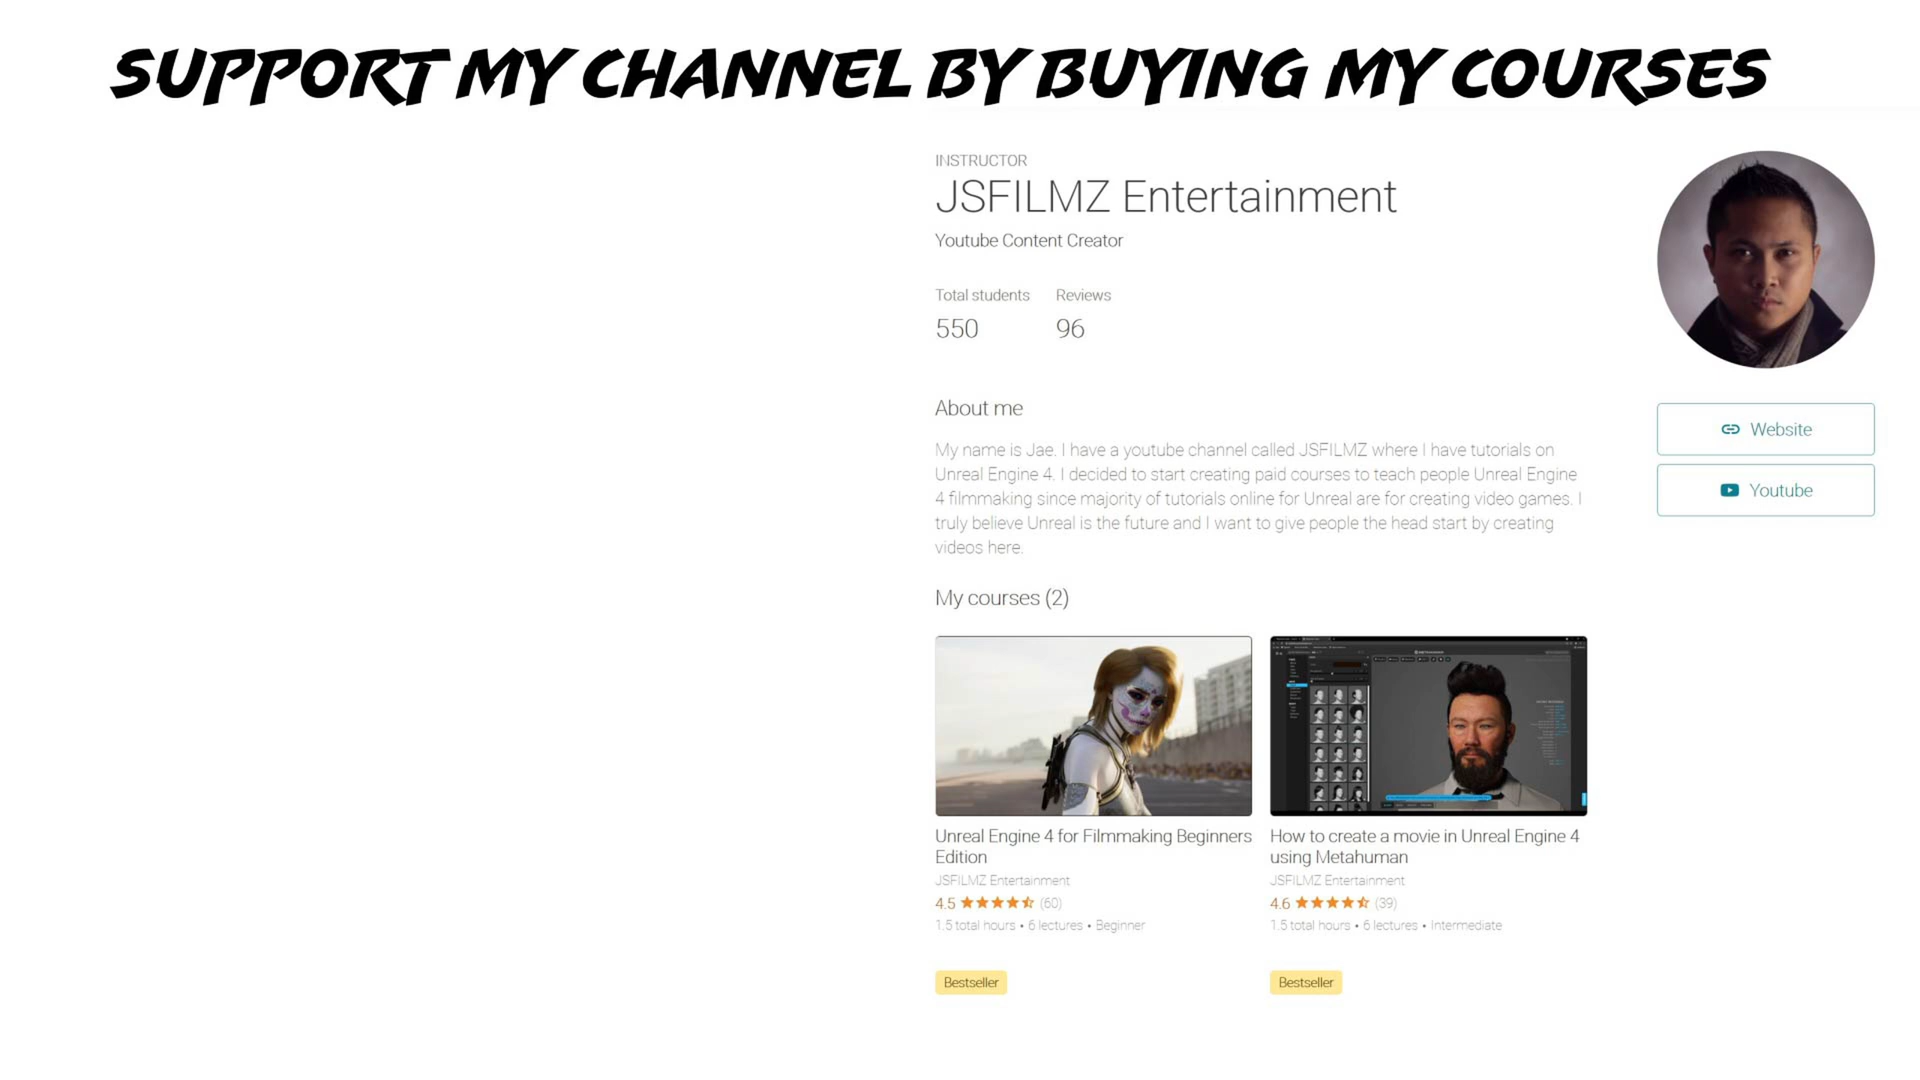 SUPPORT MY CHANNEL BY BUYING MY COURSES
INSTRUCTOR
JSFILMZ Entertainment
Youtube Content Creator
Total students Reviews
550 96
Website
Youtube
About me
My name is Jae. I have a youtube channel called JSFILMZ where I have tutorials on
Unreal Engine 4. I decided to start creating paid courses to teach people Unreal Engine
4 filmmaking since majority of tutorials online for Unreal are for creating video games. I
truly believe Unreal is the future and I want to give people the head start by creating
videos here.
My courses (2)
Unreal Engine 4 for Filmmaking Beginners
Edition
JSFILMZ Entertainment
4.5 (60)
1.5 total hours • 6 lectures • Beginner
Bestseller
How to create a movie in Unreal Engine 4
using Metahuman
JSFILMZ Entertainment
4.6 (39)
1.5 total hours • 6 lectures • Intermediate
Bestseller